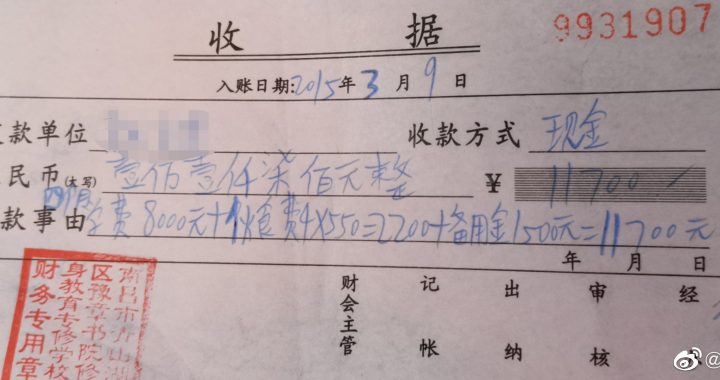 收 据
9931907
入账日期:2015年3月9日
款单位 收款方式 现金
民币(大写) 壹佰壹仟柒佰元整 ¥ 11700
款事由 学费8000元+伙食费4×550=2200+备用金1500元=11700元
年 月 日
财会主管 记帐 出纳 审核 经
南昌市青山湖
区豫章书院修
身教育专修学校
财务专用章
@